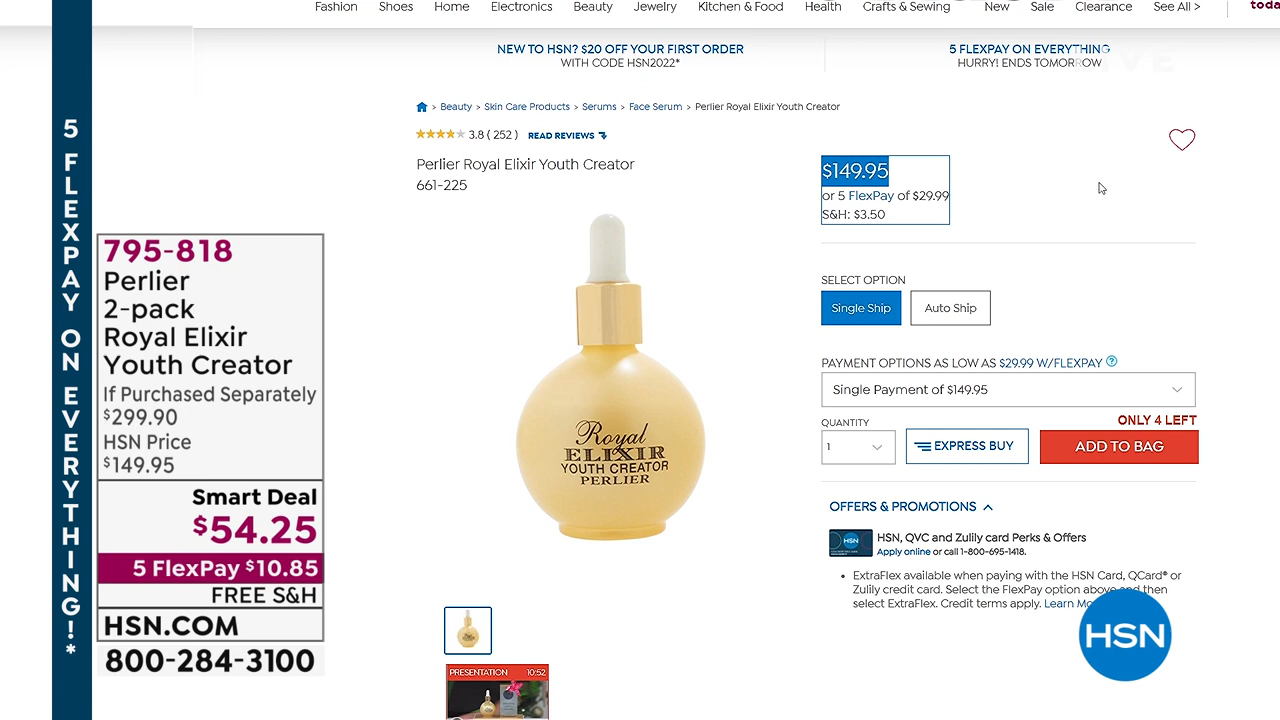 Fashion Shoes Home Electronics Beauty Jewelry Kitchen & Food Health Crafts & Sewing New Sale Clearance See All >
NEW TO HSN? $20 OFF YOUR FIRST ORDER
WITH CODE HSN2022*
5 FLEXPAY ON EVERYTHING
HURRY! ENDS TOMORROW
> Beauty > Skin Care Products > Serums > Face Serum > Perlier Royal Elixir Youth Creator
3.8 ( 252 ) READ REVIEWS
Perlier Royal Elixir Youth Creator
661-225
$149.95
or 5 FlexPay of $29.99
S&H: $3.50
SELECT OPTION
Single Ship Auto Ship
PAYMENT OPTIONS AS LOW AS $29.99 W/FLEXPAY ?
Single Payment of $149.95
QUANTITY
ONLY 4 LEFT
1
EXPRESS BUY
ADD TO BAG
OFFERS & PROMOTIONS
HSN
HSN, QVC and Zulily card Perks & Offers
Apply online or call 1-800-695-1418.
• ExtraFlex available when paying with the HSN Card, QCard® or
Zulily credit card. Select the FlexPay option above and then
select ExtraFlex. Credit terms apply. Learn
Royal
ELIXIR
YOUTH CREATOR
PERLIER
PRESENTATION 10:52
5 FLEXPAY ON EVERYTHING!*
795-818
Perlier
2-pack
Royal Elixir
Youth Creator
If Purchased Separately
$299.90
HSN Price
$149.95
Smart Deal
$54.25
5 FlexPay $10.85
FREE S&H
HSN.COM
800-284-3100
HSN